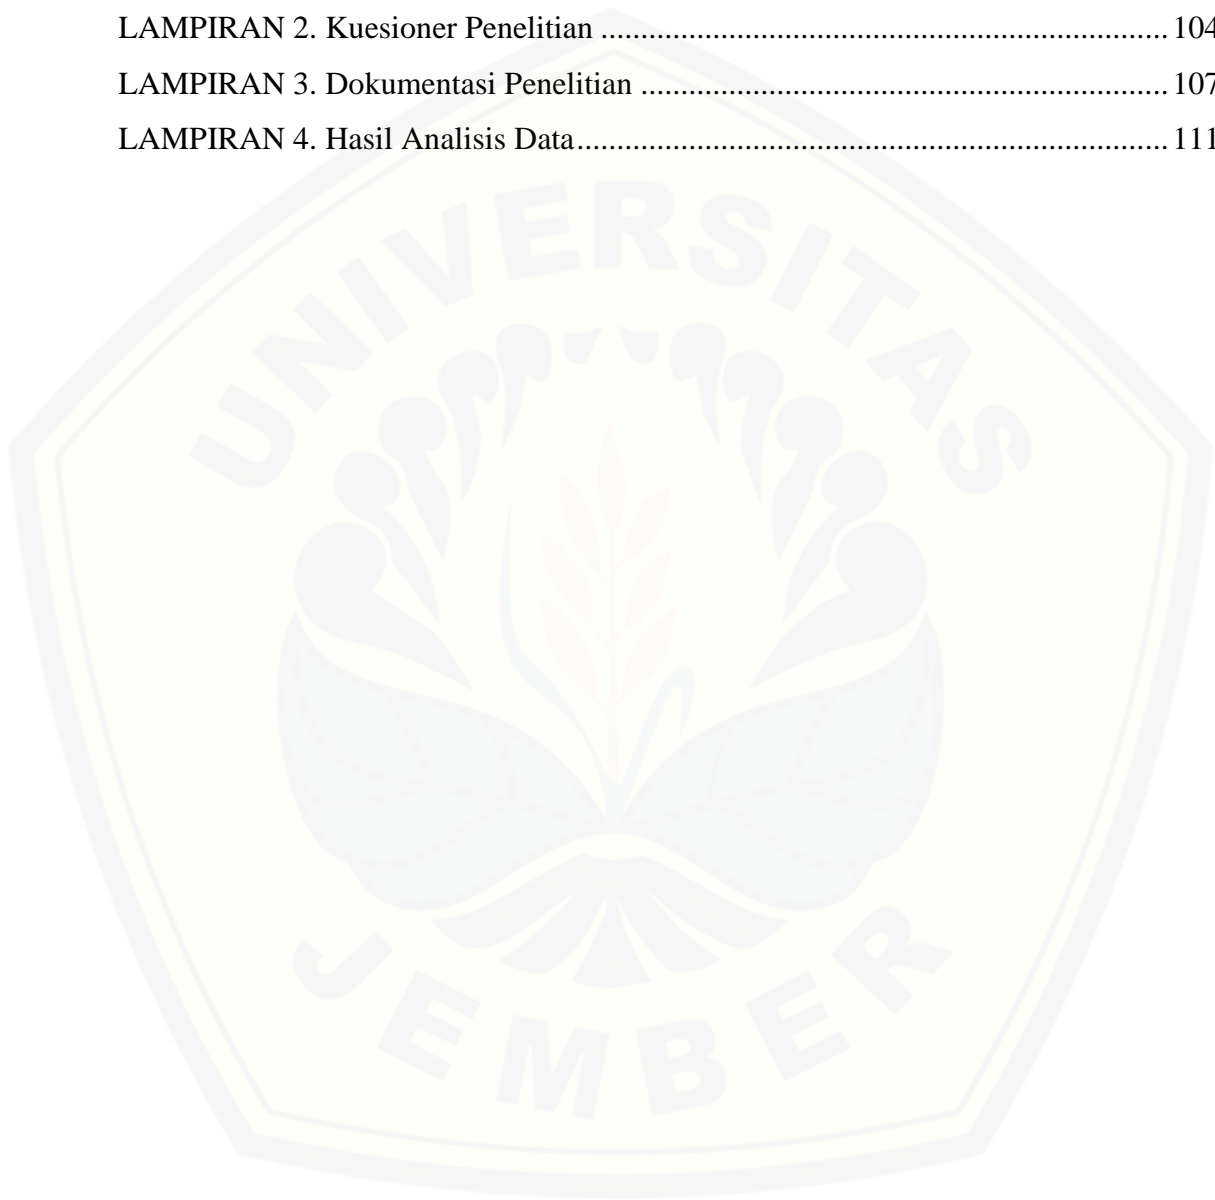 LAMPIRAN 2. Kuesioner Penelitian ....................................................................... 104
LAMPIRAN 3. Dokumentasi Penelitian .................................................................. 107
LAMPIRAN 4. Hasil Analisis Data.......................................................................... 111
UNIVERSITAS
JEMBER